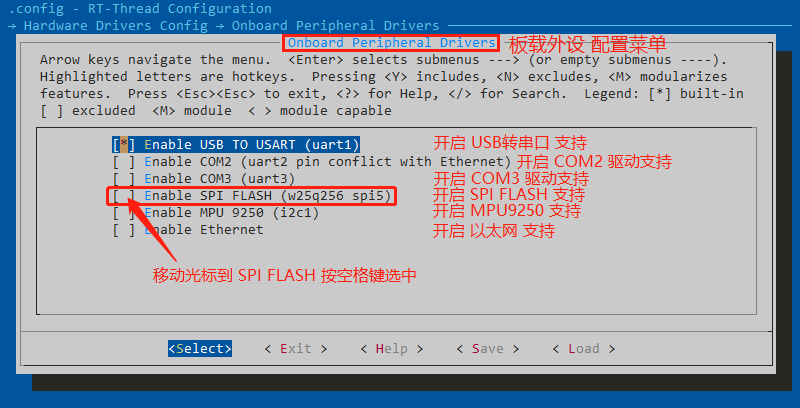 .config - RT-Thread Configuration
→ Hardware Drivers Config → Onboard Peripheral Drivers
Onboard Peripheral Drivers 板载外设 配置菜单
Arrow keys navigate the menu. <Enter> selects submenus ---> (or empty submenus ----).
Highlighted letters are hotkeys. Pressing <Y> includes, <N> excludes, <M> modularizes
features. Press <Esc><Esc> to exit, <?> for Help, </> for Search. Legend: [*] built-in
[ ] excluded <M> module < > module capable
[*] Enable USB TO USART (uart1) 开启 USB转串口 支持
[ ] Enable COM2 (uart2 pin conflict with Ethernet) 开启 COM2 驱动支持
[ ] Enable COM3 (uart3) 开启 COM3 驱动支持
[ ] Enable SPI FLASH (w25q256 spi5) 开启 SPI FLASH 支持
[ ] Enable MPU 9250 (i2c1) 开启 MPU9250 支持
[ ] Enable Ethernet 开启 以太网 支持
移动光标到 SPI FLASH 按空格键选中
<Select> < Exit > < Help > < Save > < Load >